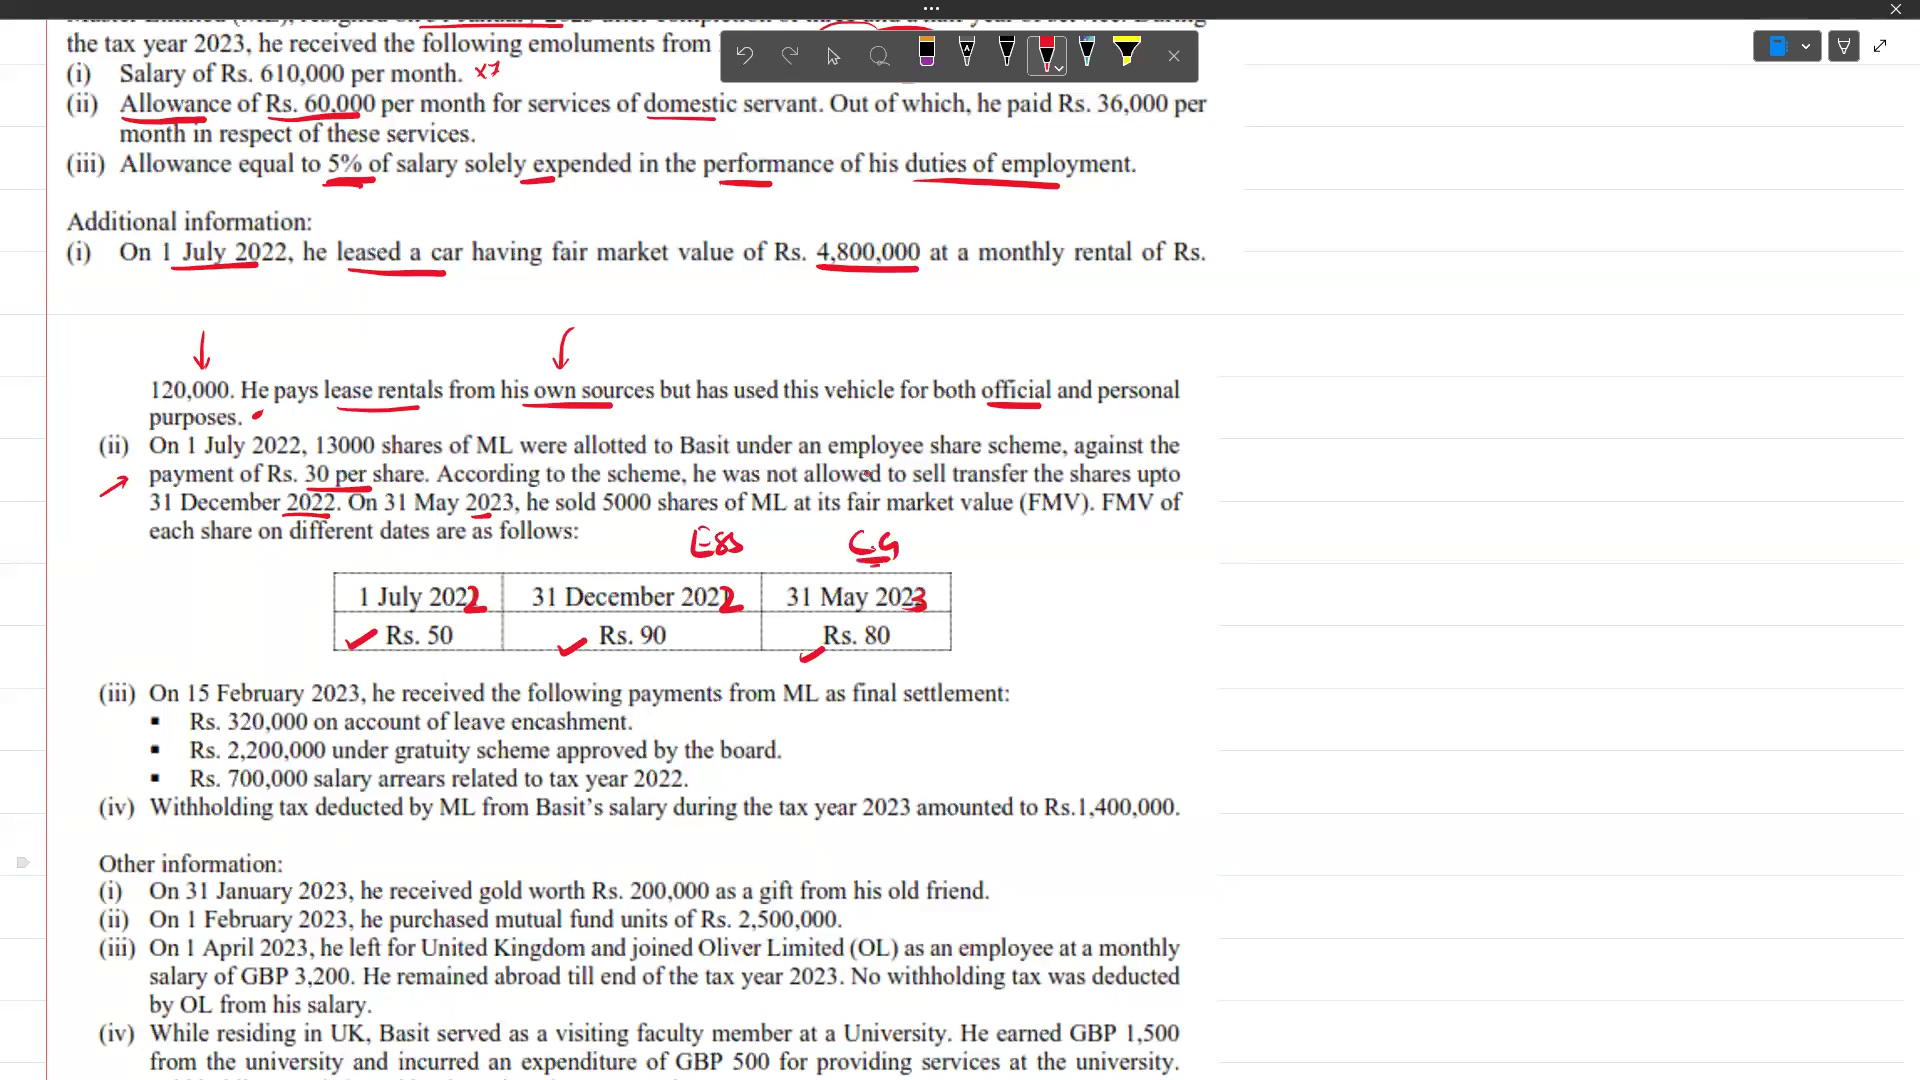 the tax year 2023, he received the following emoluments from
(i) Salary of Rs. 610,000 per month. x7
(ii) Allowance of Rs. 60,000 per month for services of domestic servant. Out of which, he paid Rs. 36,000 per
month in respect of these services.
(iii) Allowance equal to 5% of salary solely expended in the performance of his duties of employment.
Additional information:
(i) On 1 July 2022, he leased a car having fair market value of Rs. 4,800,000 at a monthly rental of Rs.
120,000. He pays lease rentals from his own sources but has used this vehicle for both official and personal
purposes.
(ii) On 1 July 2022, 13000 shares of ML were allotted to Basit under an employee share scheme, against the
payment of Rs. 30 per share. According to the scheme, he was not allowed to sell transfer the shares upto
31 December 2022. On 31 May 2023, he sold 5000 shares of ML at its fair market value (FMV). FMV of
each share on different dates are as follows:
ESS CG
1 July 2022 31 December 2022 31 May 2023
Rs. 50 Rs. 90 Rs. 80
(iii) On 15 February 2023, he received the following payments from ML as final settlement:
▪ Rs. 320,000 on account of leave encashment.
▪ Rs. 2,200,000 under gratuity scheme approved by the board.
▪ Rs. 700,000 salary arrears related to tax year 2022.
(iv) Withholding tax deducted by ML from Basit's salary during the tax year 2023 amounted to Rs.1,400,000.
Other information:
(i) On 31 January 2023, he received gold worth Rs. 200,000 as a gift from his old friend.
(ii) On 1 February 2023, he purchased mutual fund units of Rs. 2,500,000.
(iii) On 1 April 2023, he left for United Kingdom and joined Oliver Limited (OL) as an employee at a monthly
salary of GBP 3,200. He remained abroad till end of the tax year 2023. No withholding tax was deducted
by OL from his salary.
(iv) While residing in UK, Basit served as a visiting faculty member at a University. He earned GBP 1,500
from the university and incurred an expenditure of GBP 500 for providing services at the university.